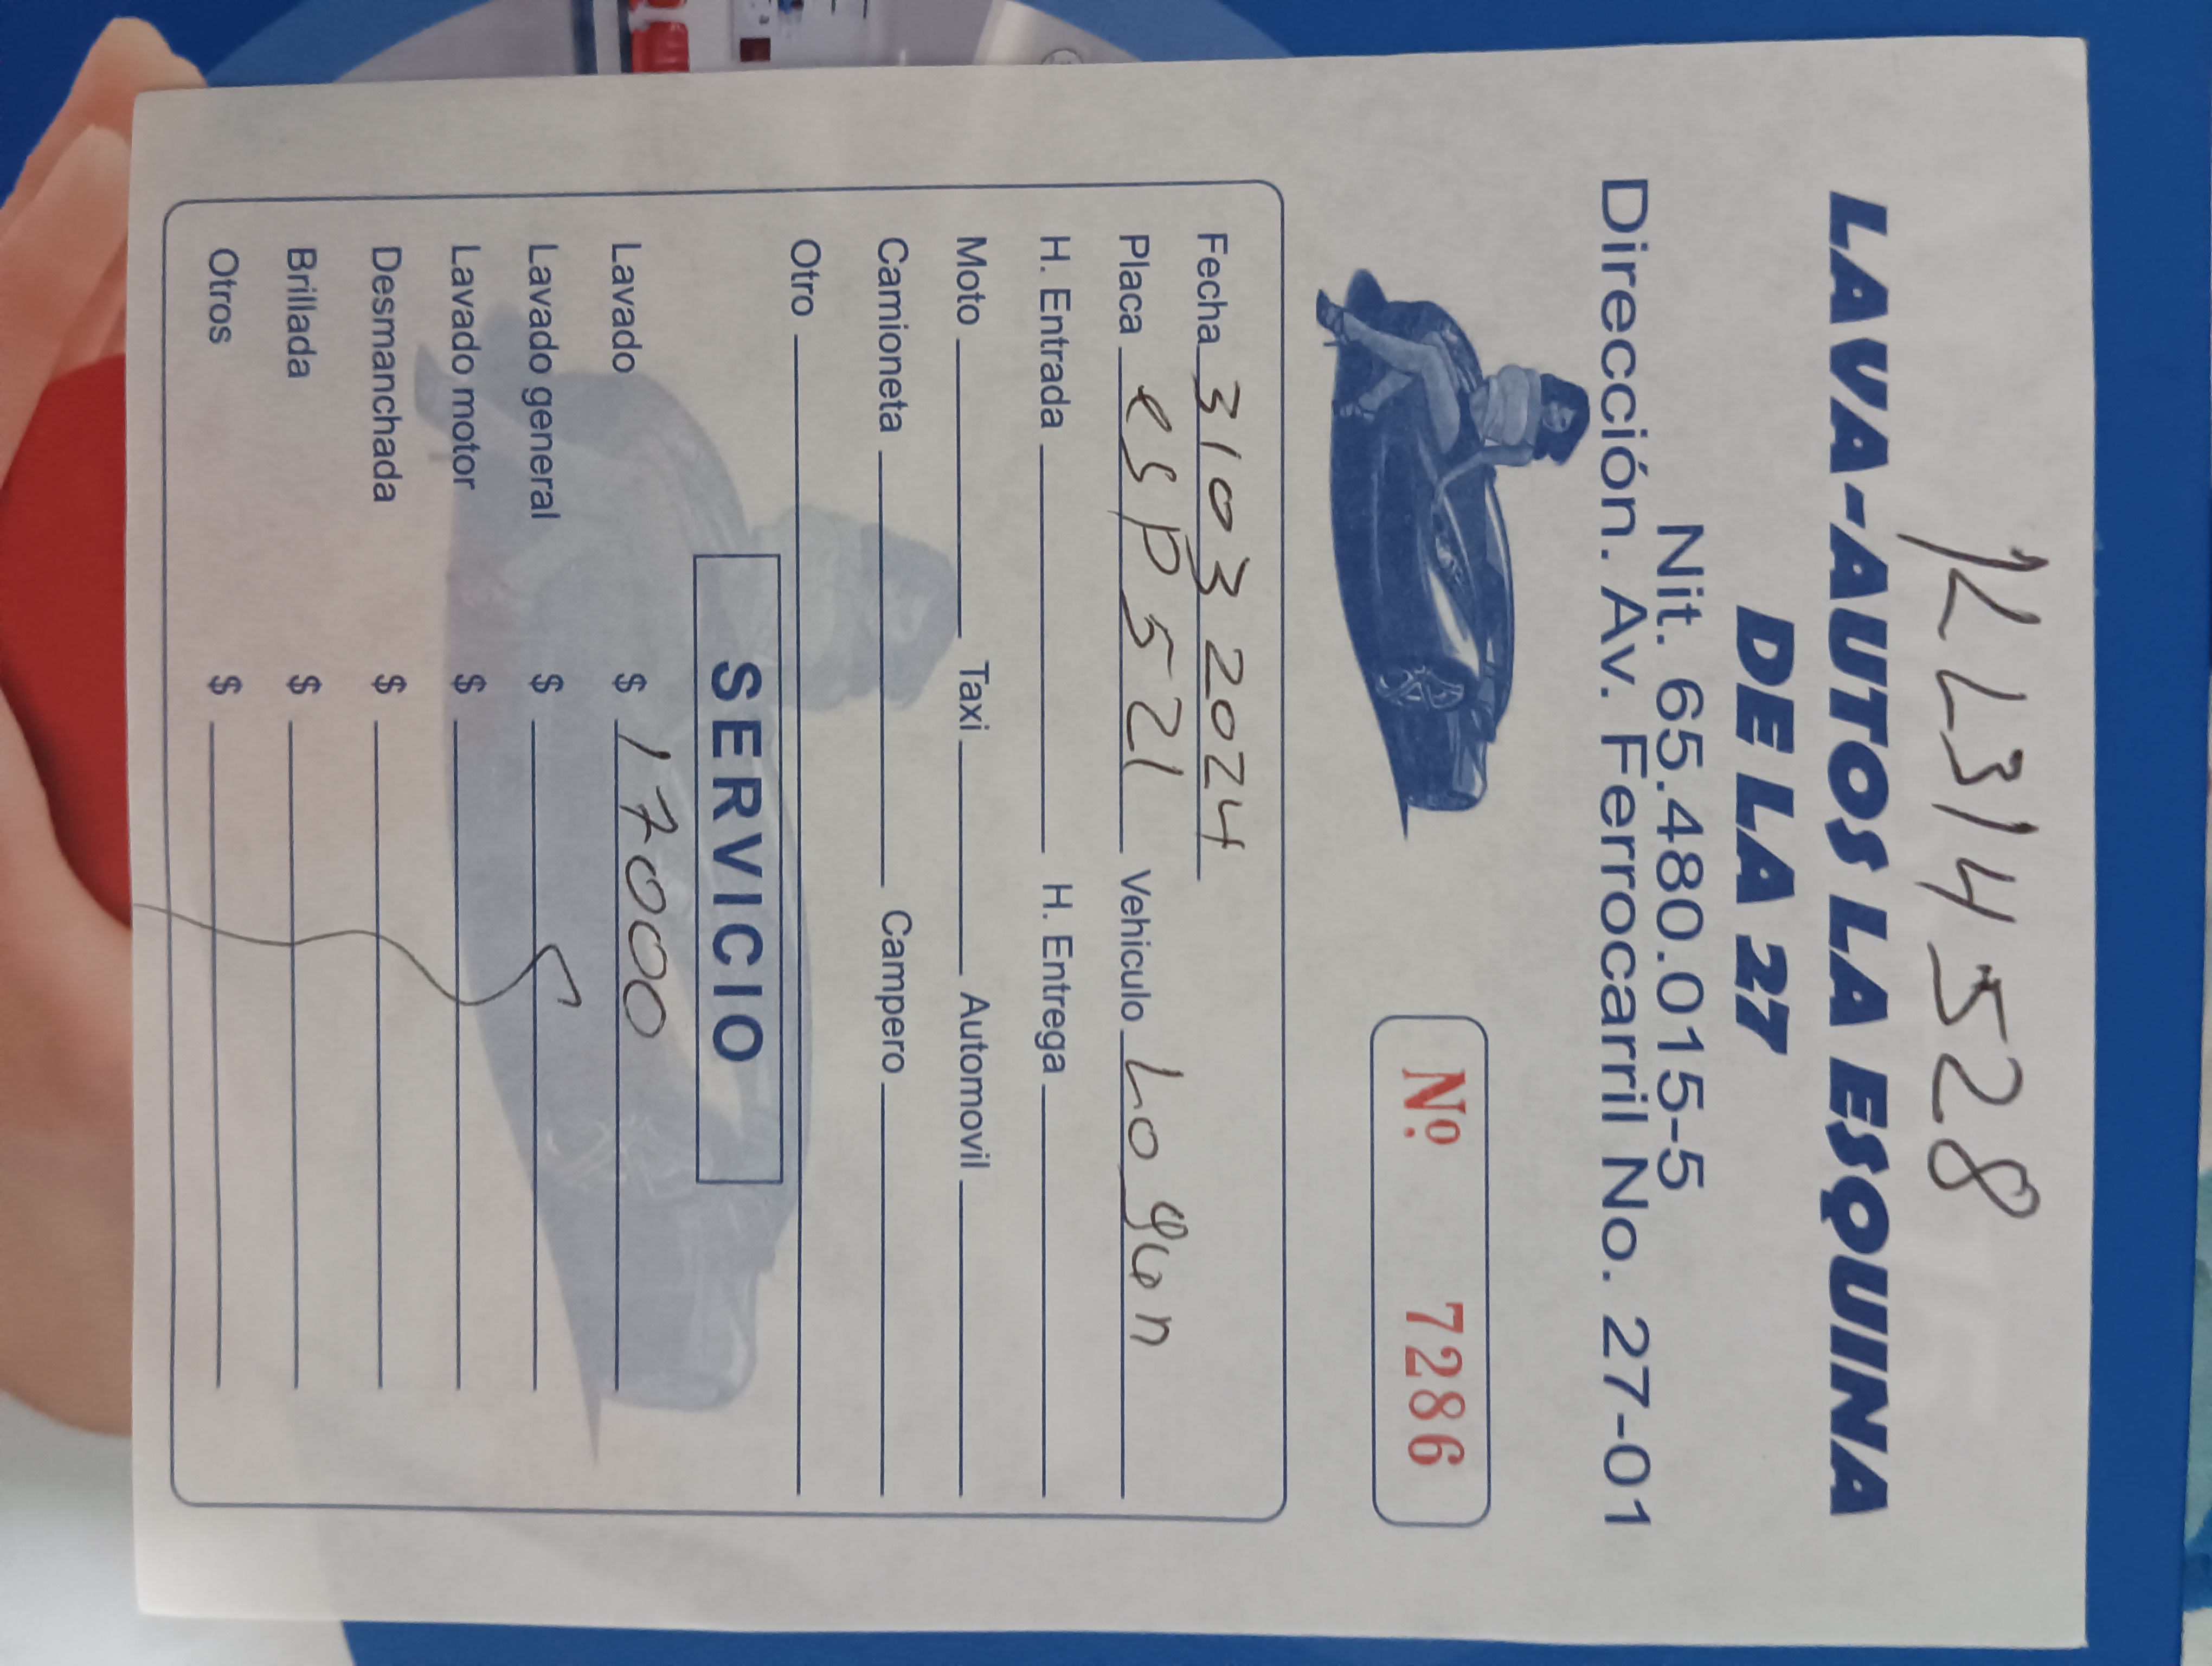 12314528
LAVA-AUTOS LA ESQUINA
DE LA 27
Nit. 65.480.015-5
Dirección. Av. Ferrocarril No. 27-01
Nº 7286
Fecha 31 03 2024
Placa esp 521 Vehiculo Logan
H. Entrada H. Entrega
Moto Taxi Automovil
Camioneta Campero
Otro
SERVICIO
Lavado $ 17000
Lavado general $
Lavado motor $
Desmanchada $
Brillada $
Otros $